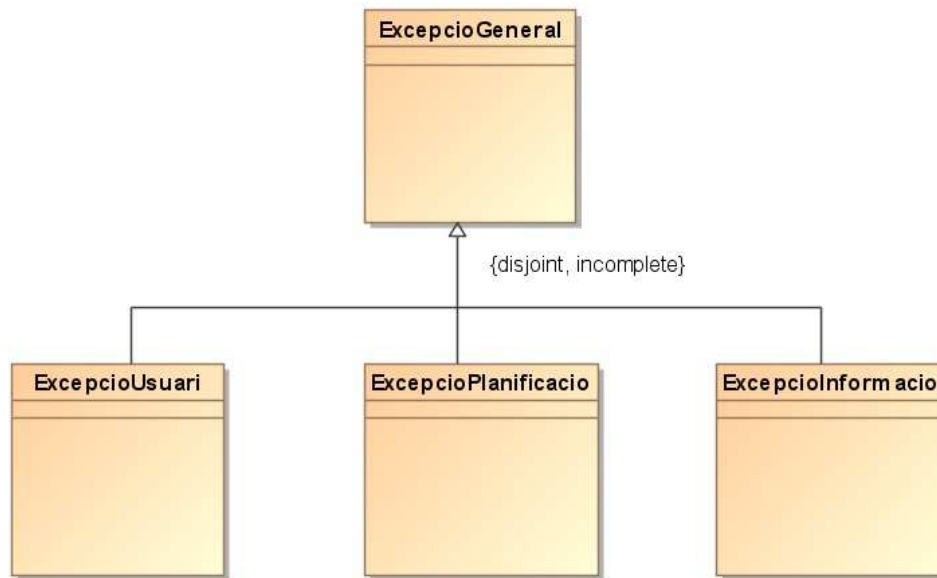 ExcepcioGeneral
{disjoint, incomplete}
ExcepcioUsuari
ExcepcioPlanificacio
ExcepcioInformacio